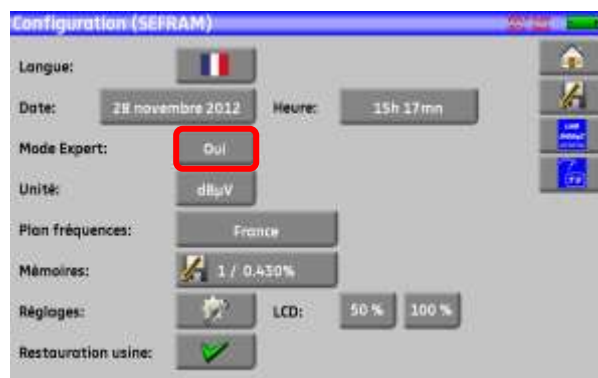 Configuration (SEFRAM)
Langue:
Date: 28 novembre 2012 Heure: 15h 17mn
Mode Expert: Oui
Unité: dBµV
Plan fréquences: France
Mémoires: 1 / 0.430%
Réglages: LCD: 50 % 100 %
Restauration usine: